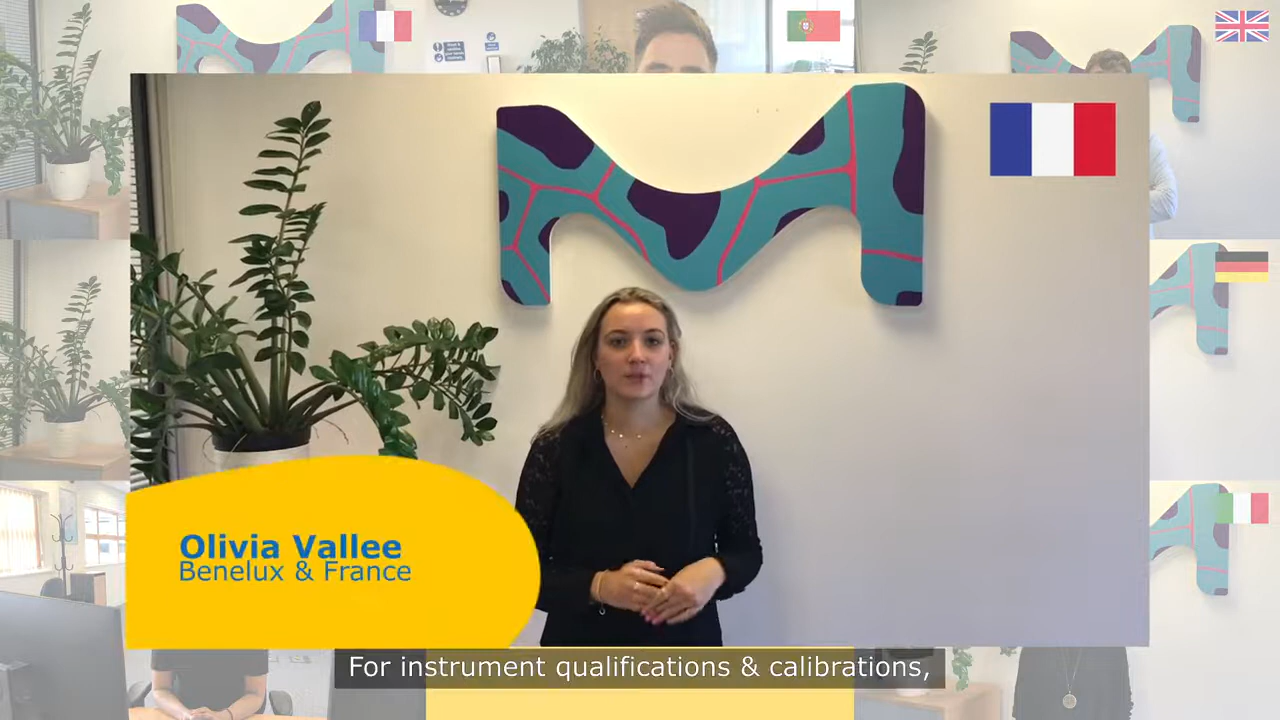 Olivia Vallee
Benelux & France
For instrument qualifications & calibrations,